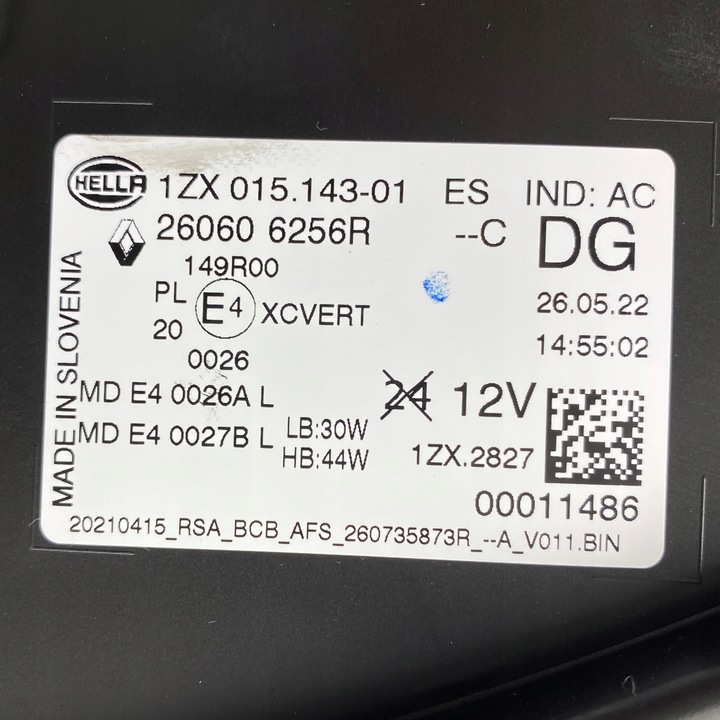 HELLA 1ZX 015.143-01 ES IND: AC
26060 6256R --C DG
149R00
PL E4 XCVERT 26.05.22
20
0026 14:55:02
MADE IN SLOVENIA
MD E4 0026A L 24 12V
MD E4 0027B L LB:30W
HB:44W 1ZX.2827
00011486
20210415_RSA_BCB_AFS_260735873R_--A_V011.BIN